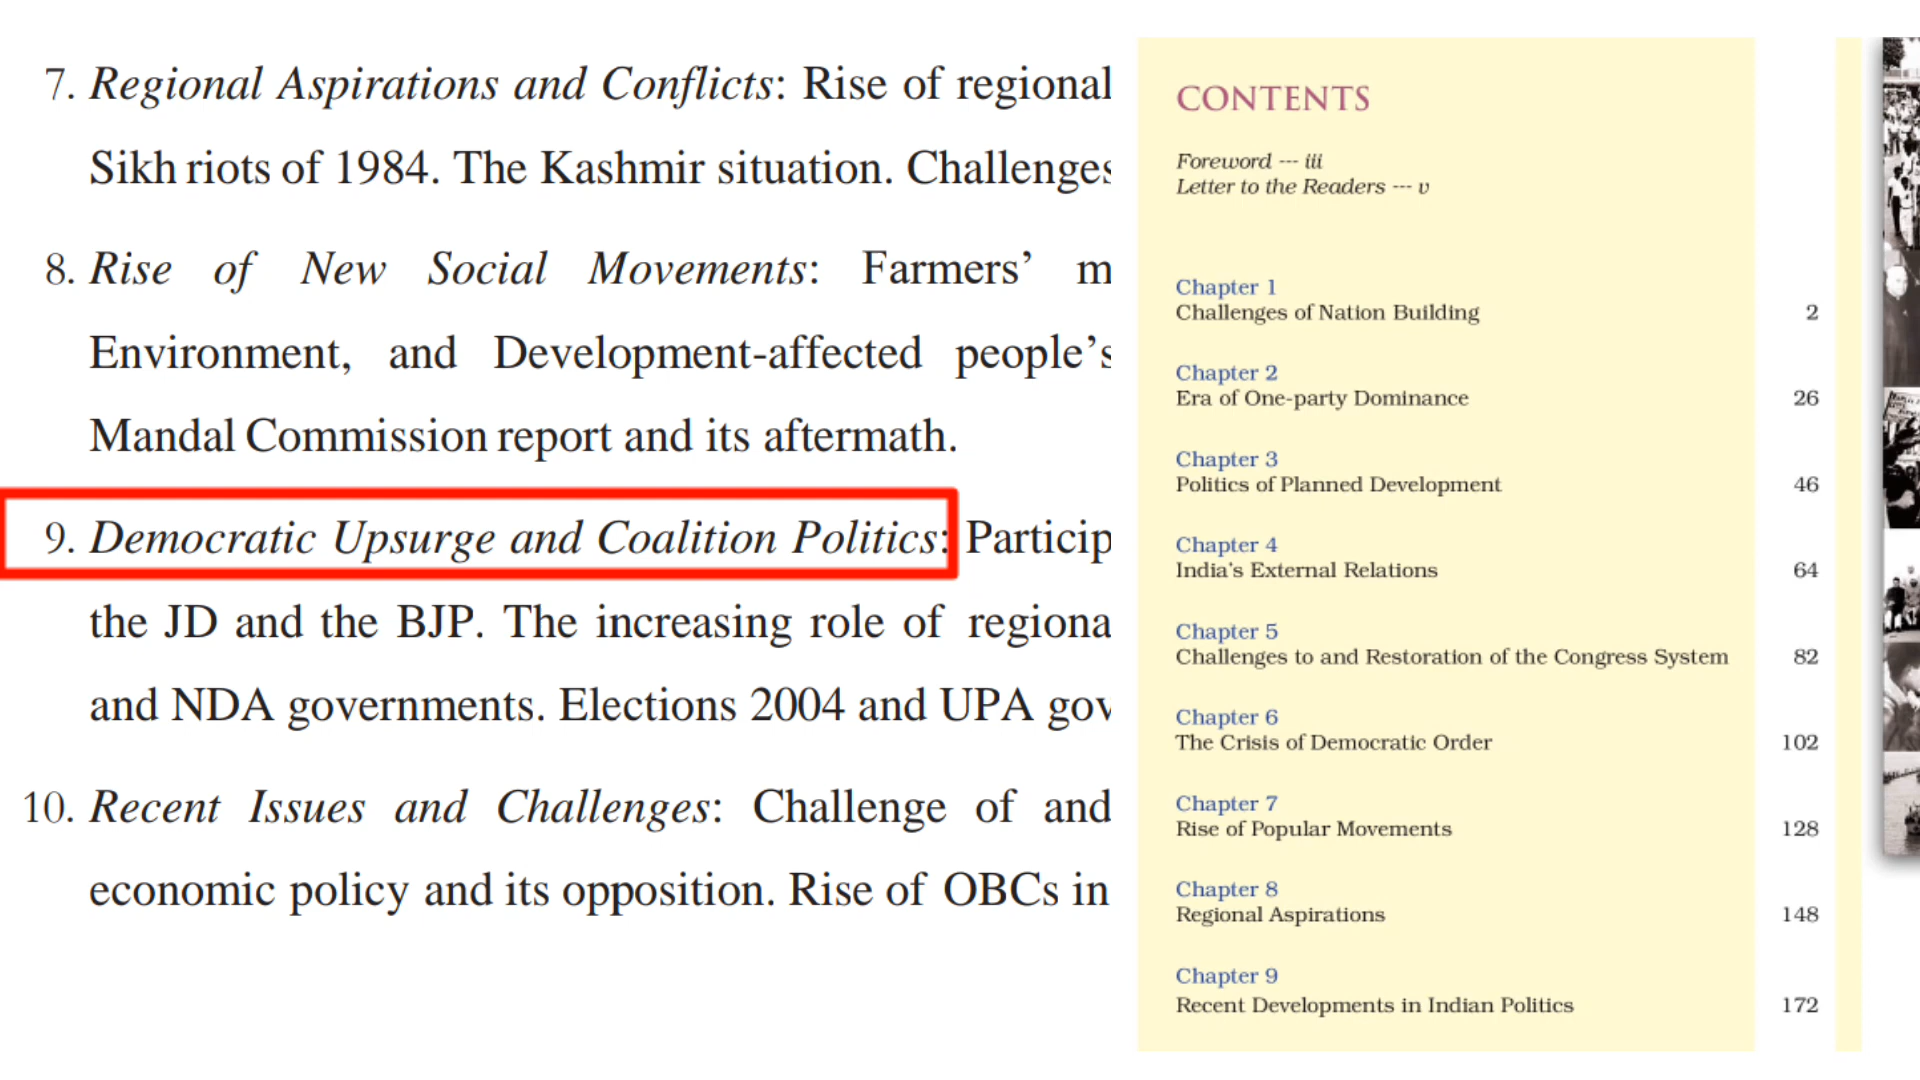 7. Regional Aspirations and Conflicts: Rise of regional
Sikh riots of 1984. The Kashmir situation. Challenges
8. Rise of New Social Movements: Farmers’ m
Environment, and Development-affected people’s
Mandal Commission report and its aftermath.
9. Democratic Upsurge and Coalition Politics: Particip
the JD and the BJP. The increasing role of regiona
and NDA governments. Elections 2004 and UPA gov
10. Recent Issues and Challenges: Challenge of and
economic policy and its opposition. Rise of OBCs in
CONTENTS
Foreword --- iii
Letter to the Readers --- v
Chapter 1
Challenges of Nation Building 2
Chapter 2
Era of One-party Dominance 26
Chapter 3
Politics of Planned Development 46
Chapter 4
India’s External Relations 64
Chapter 5
Challenges to and Restoration of the Congress System 82
Chapter 6
The Crisis of Democratic Order 102
Chapter 7
Rise of Popular Movements 128
Chapter 8
Regional Aspirations 148
Chapter 9
Recent Developments in Indian Politics 172